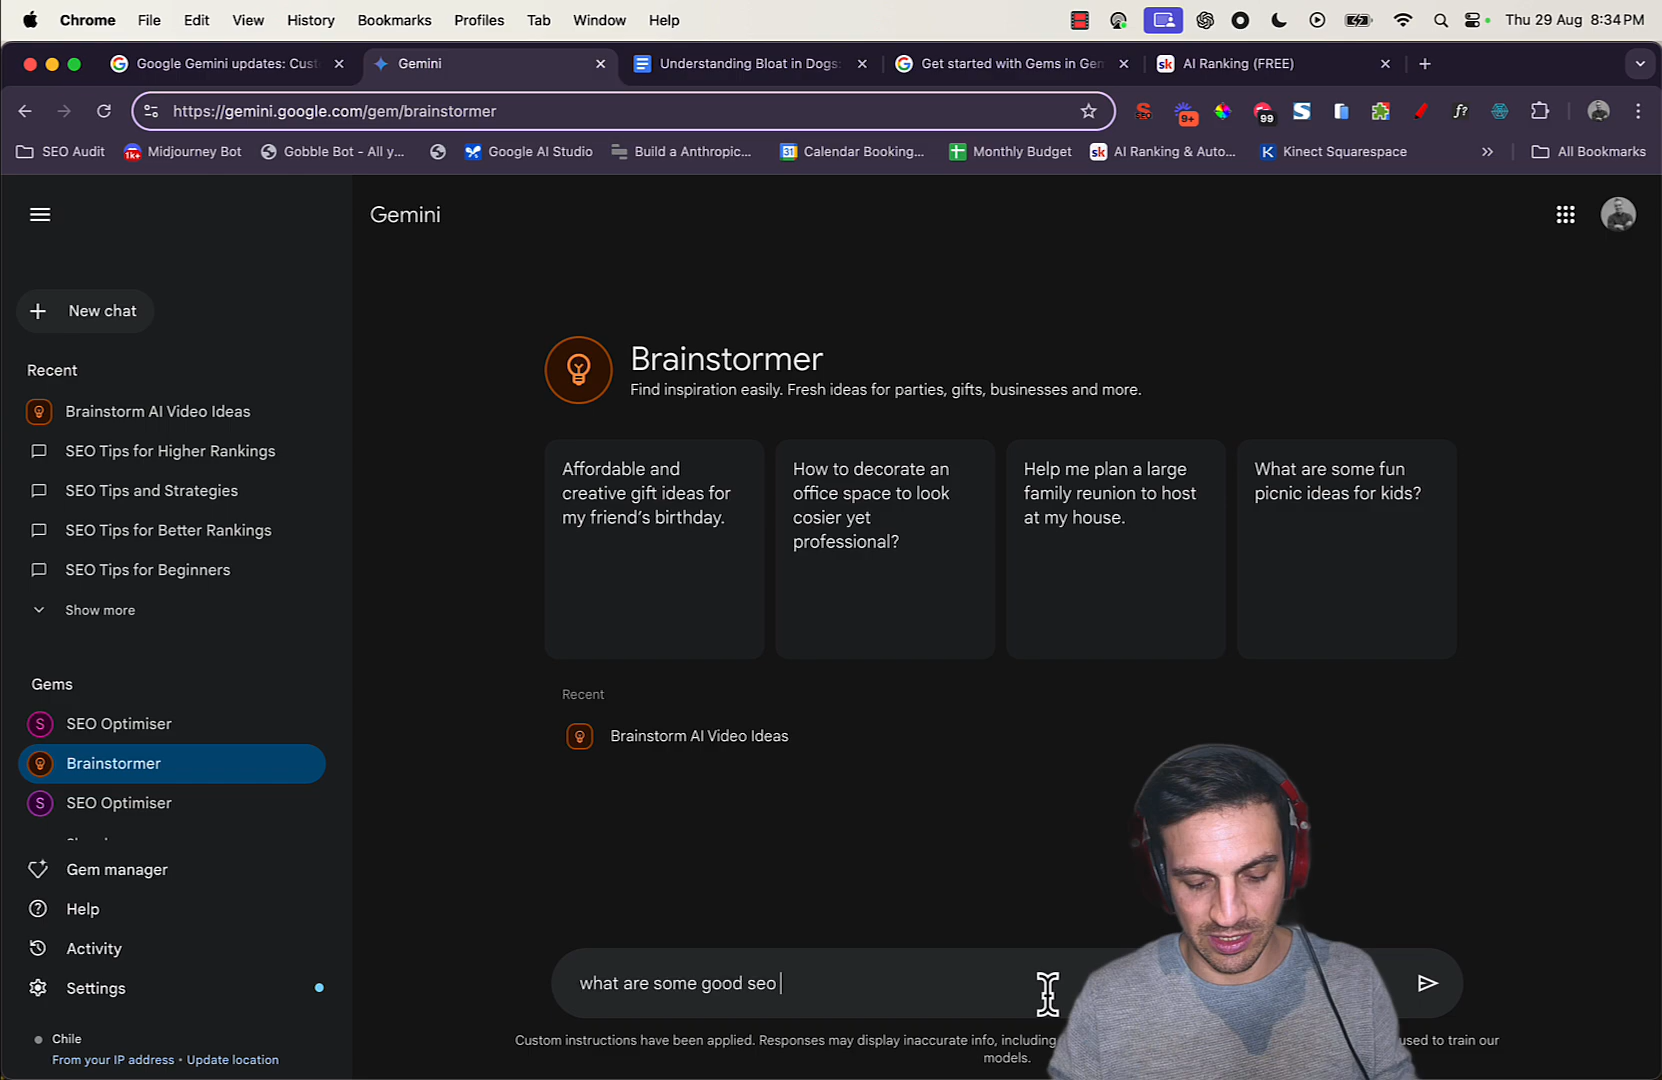 Chrome File Edit View History Bookmarks Profiles Tab Window Help Thu 29 Aug 8:34 PM
Google Gemini updates: Cust Gemini Understanding Bloat in Dogs: Get started with Gems in Gem AI Ranking (FREE)
https://gemini.google.com/gem/brainstormer 9+ 99 f?
SEO Audit 1K+ Midjourney Bot Gobble Bot - All y... Google AI Studio Build a Anthropic... 31 Calendar Booking... Monthly Budget sk AI Ranking & Auto... K Kinect Squarespace » All Bookmarks
Gemini
New chat
Recent
Brainstorm AI Video Ideas
SEO Tips for Higher Rankings
SEO Tips and Strategies
SEO Tips for Better Rankings
SEO Tips for Beginners
Show more
Gems
S SEO Optimiser
Brainstormer
S SEO Optimiser
Gem manager
Help
Activity
Settings
Chile
From your IP address • Update location
Brainstormer
Find inspiration easily. Fresh ideas for parties, gifts, businesses and more.
Affordable and
creative gift ideas for
my friend's birthday.
How to decorate an
office space to look
cosier yet
professional?
Help me plan a large
family reunion to host
at my house.
What are some fun
picnic ideas for kids?
Recent
Brainstorm AI Video Ideas
what are some good seo
Custom instructions have been applied. Responses may display inaccurate info, including used to train our
models.